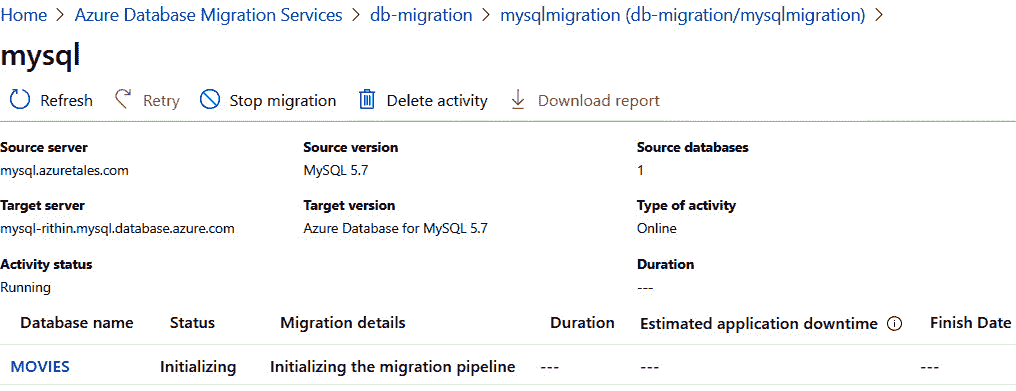 Home > Azure Database Migration Services > db-migration > mysqlmigration (db-migration/mysqlmigration) >
mysql
Refresh Retry Stop migration Delete activity Download report
Source server Source version Source databases
mysql.azuretales.com MySQL 5.7 1
Target server Target version Type of activity
mysql-rithin.mysql.database.azure.com Azure Database for MySQL 5.7 Online
Activity status Duration
Running ---
Database name Status Migration details Duration Estimated application downtime Finish Date
MOVIES Initializing Initializing the migration pipeline --- --- ---